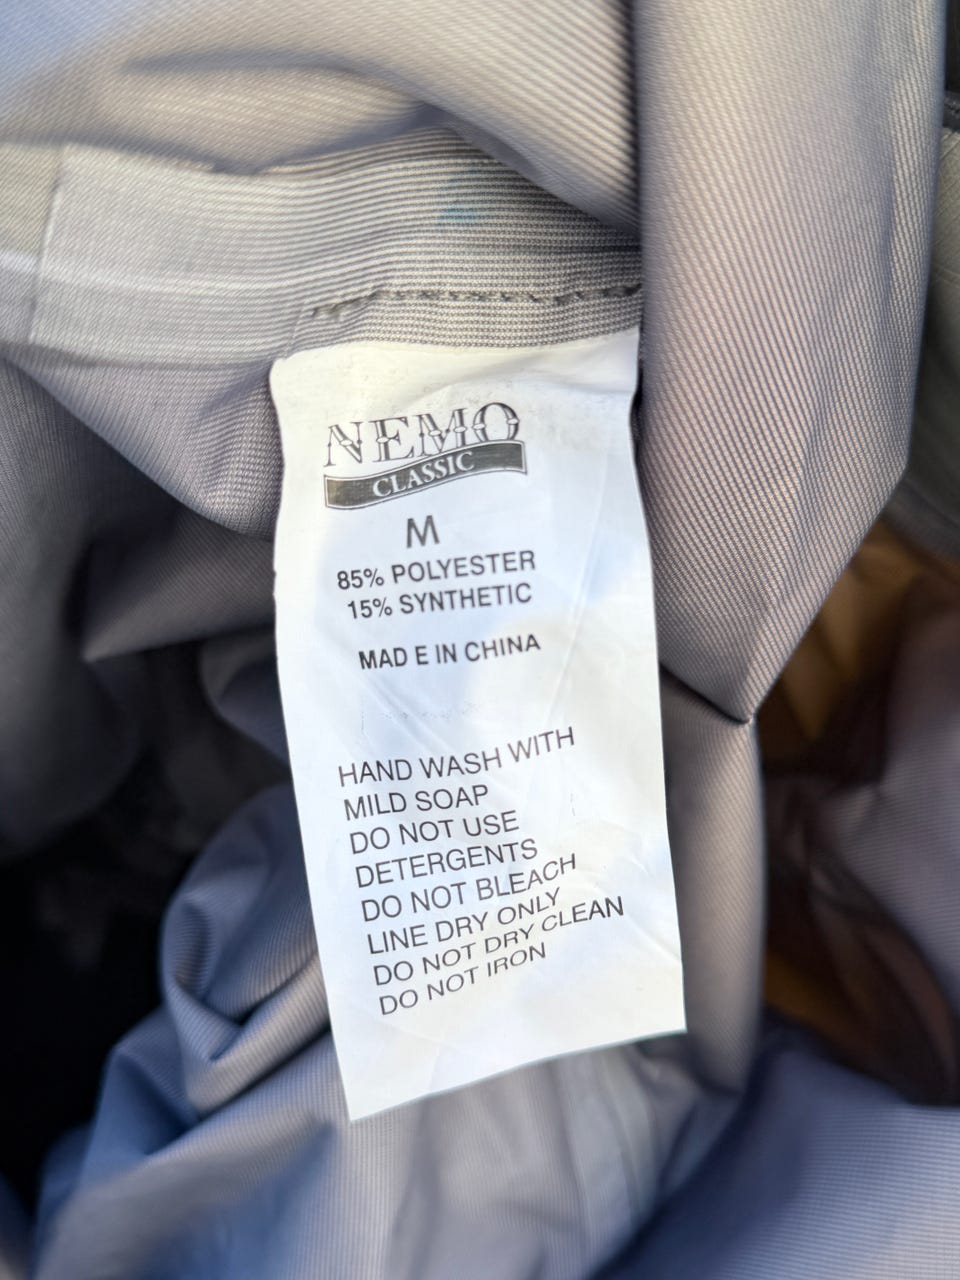 NEMO
CLASSIC
M
85% POLYESTER
15% SYNTHETIC
MAD E IN CHINA
HAND WASH WITH
MILD SOAP
DO NOT USE
DETERGENTS
DO NOT BLEACH
LINE DRY ONLY
DO NOT DRY CLEAN
DO NOT IRON